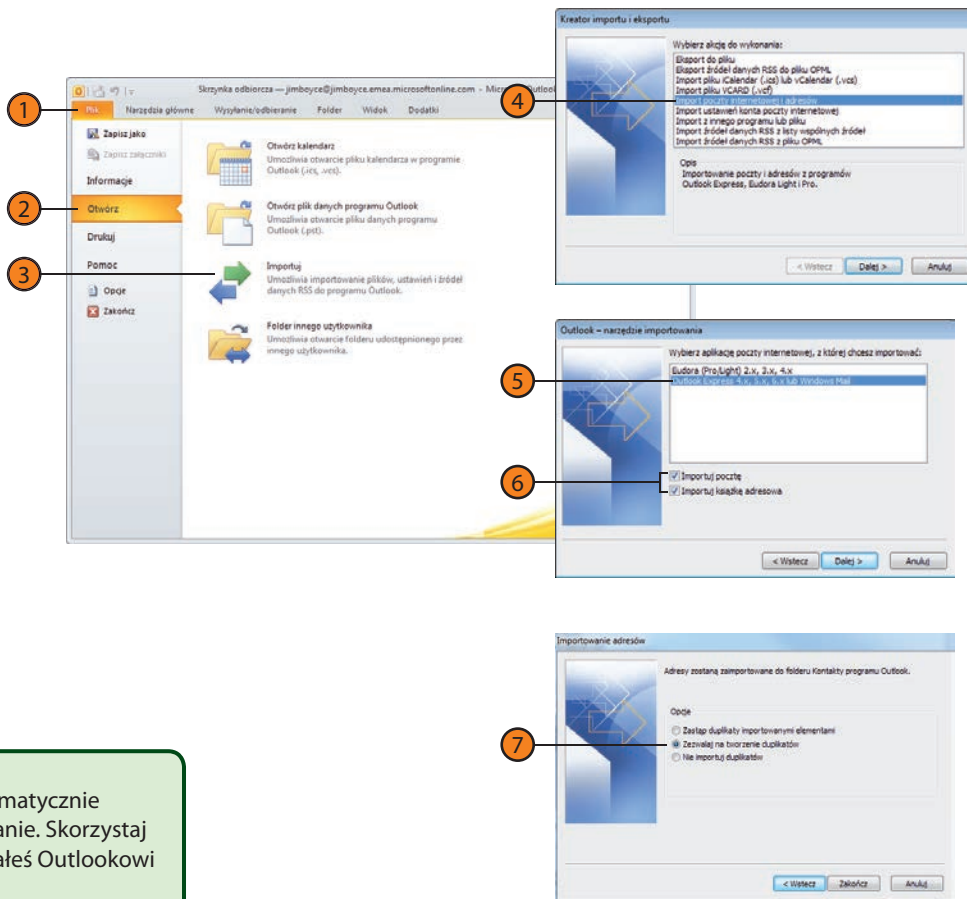 Skrzynka odbiorcza — jimboyce@jimboyce.emea.microsoftonline.com - Microsoft Outlook
1
Plik Narzędzia główne Wysyłanie/odbieranie Folder Widok Dodatki
Zapisz jako
Zapisz załączniki
Informacje
2
Otwórz
Drukuj
3
Pomoc
Opcje
Zakończ
Otwórz kalendarz
Umożliwia otwarcie pliku kalendarza w programie
Outlook (.ics, .vcs).
Otwórz plik danych programu Outlook
Umożliwia otwarcie pliku danych programu
Outlook (.pst).
Importuj
Umożliwia importowanie plików, ustawień i źródeł
danych RSS do programu Outlook.
Folder innego użytkownika
Umożliwia otwarcie folderu udostępnionego przez
innego użytkownika.
Kreator importu i eksportu
Wybierz akcję do wykonania:
Eksport do pliku
Eksport źródeł danych RSS do pliku OPML
Import pliku iCalendar (.ics) lub vCalendar (.vcs)
Import pliku VCARD (.vcf)
4
Import poczty internetowej i adresów
Import ustawień konta poczty internetowej
Import z innego programu lub pliku
Import źródeł danych RSS z listy wspólnych źródeł
Import źródeł danych RSS z pliku OPML
Opis
Importowanie poczty i adresów z programów
Outlook Express, Eudora Light i Pro.
< Wstecz Dalej > Anuluj
Outlook – narzędzie importowania
Wybierz aplikację poczty internetowej, z której chcesz importować:
Eudora (Pro/Light) 2.x, 3.x, 4.x
5
Outlook Express 4.x, 5.x, 6.x lub Windows Mail
6
Importuj pocztę
Importuj książkę adresowa
< Wstecz Dalej > Anuluj
Importowanie adresów
Adresy zostaną zaimportowane do folderu Kontakty programu Outlook.
Opcje
Zastąp duplikaty importowanymi elementami
7
Zezwalaj na tworzenie duplikatów
Nie importuj duplikatów
< Wstecz Zakończ Anuluj
matycznie
anie. Skorzystaj
ałeś Outlookowi